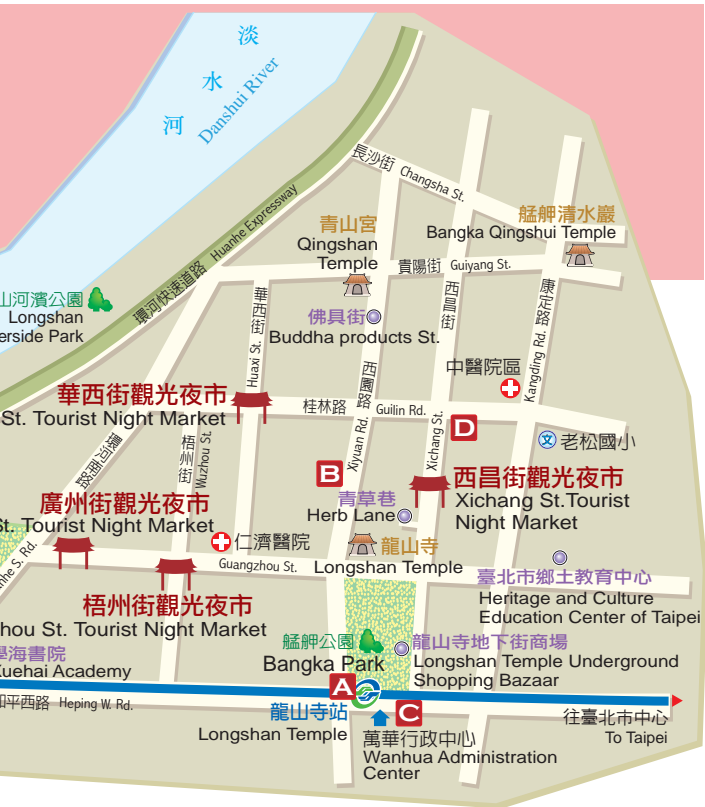 淡水河
Danshui River
長沙街 Changsha St.
青山宮
Qingshan
Temple
艋舺清水巖
Bangka Qingshui Temple
貴陽街 Guiyang St.
環河快速道路 Huanhe Expressway
山河濱公園
Longshan
erside Park
華西街
Huaxi St.
佛具街
Buddha products St.
西昌街
康定路
Kangding Rd.
中醫院區
西園路
Xiyuan Rd.
華西街觀光夜市
St. Tourist Night Market
桂林路 Guilin Rd.
Xichang St.
D
老松國小
文
環河西路
梧州街
Wuzhou St.
B
西昌街觀光夜市
Xichang St.Tourist
Night Market
廣州街觀光夜市
St. Tourist Night Market
青草巷
Herb Lane
仁濟醫院
龍山寺
Longshan Temple
Guangzhou St.
nhe S. Rd.
臺北市鄉土教育中心
Heritage and Culture
Education Center of Taipei
梧州街觀光夜市
hou St. Tourist Night Market
艋舺公園
Bangka Park
龍山寺地下街商場
Longshan Temple Underground
Shopping Bazaar
學海書院
Xuehai Academy
和平西路 Heping W. Rd.
A
龍山寺站
Longshan Temple
C
萬華行政中心
Wanhua Administration
Center
往臺北市中心
To Taipei